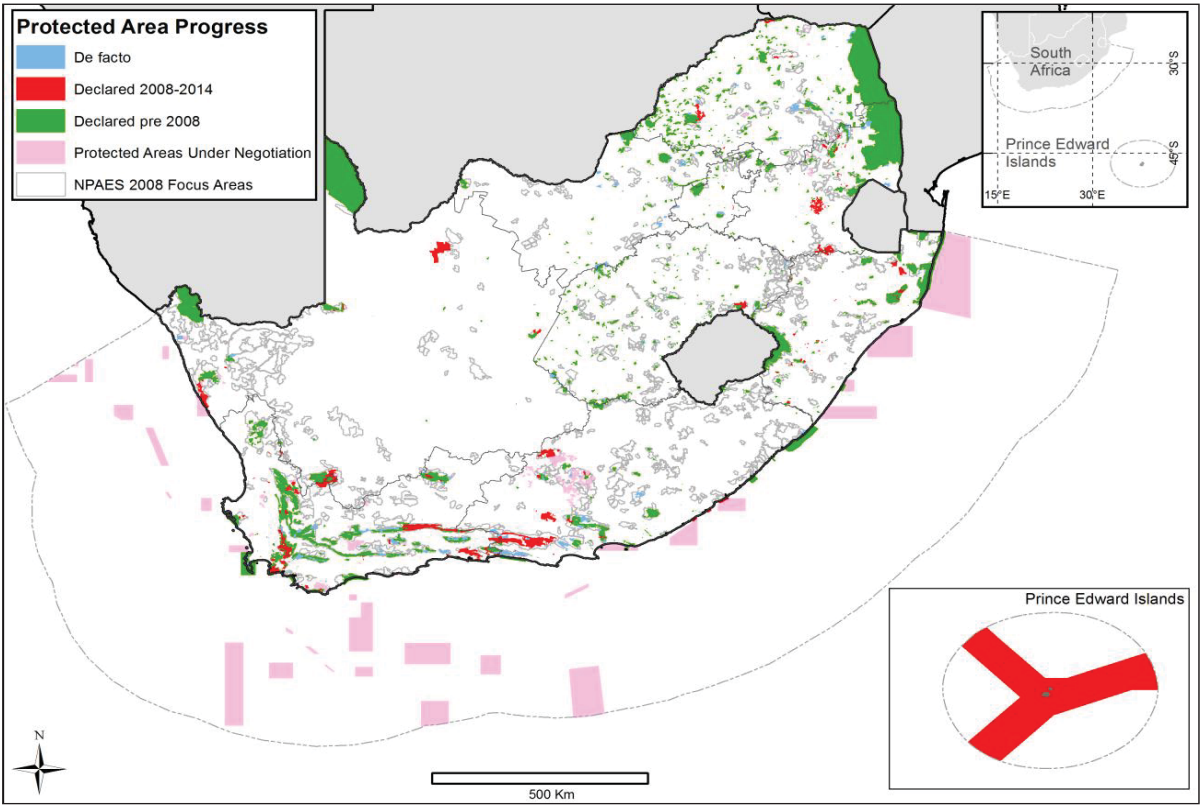 Protected Area Progress
De facto
Declared 2008-2014
Declared pre 2008
Protected Areas Under Negotiation
NPAES 2008 Focus Areas
South
Africa
30°S
Prince Edward
Islands
45°S
15°E
30°E
Prince Edward Islands
N
500 Km